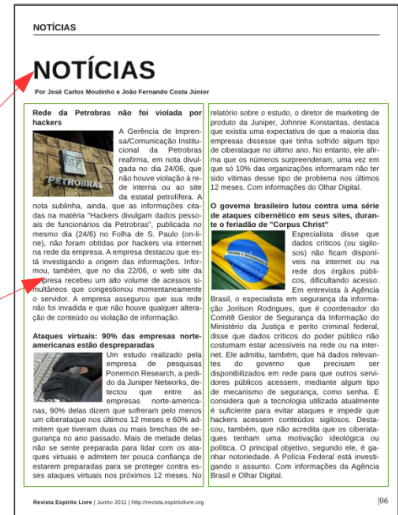 NOTÍCIAS
NOTÍCIAS
Por José Carlos Moutinho e João Fernando Costa Júnior
Rede da Petrobras não foi violada por
hackers
A Gerência de Impren-
sa/Comunicação Institu-
cional da Petrobras
reafirma, em nota divul-
gada no dia 24/06, que
não houve violação à re-
de interna ou ao site
da estatal petrolífera. A
nota sublinha, ainda, que as informações cita-
das na matéria "Hackers divulgam dados pesso-
ais de funcionários da Petrobras", publicada no
mesmo dia (24/6) no Folha de S. Paulo (on-li-
ne), não foram obtidas por hackers via internet
na rede da empresa. A empresa destacou que es-
tá investigando a origem das informações. Infor-
mou, também, que no dia 22/06, o web site da
empresa recebeu um alto volume de acessos si-
multâneos que congestionou momentaneamente
o servidor. A empresa assegurou que sua rede
não foi invadida e que não houve qualquer altera-
ção de conteúdo ou violação de informação.
Ataques virtuais: 90% das empresas norte-
americanas estão despreparadas
Um estudo realizado pela
empresa de pesquisas
Ponemon Research, a pedi-
do da Juniper Networks, de-
tectou que entre as
empresas norte-america-
nas, 90% delas dizem que sofreram pelo menos
um ciberataque nos últimos 12 meses e 60% ad-
mitem que tiveram duas ou mais brechas de se-
gurança no ano passado. Mais de metade delas
não se sente preparada para lidar com os ata-
ques virtuais e admitem ter pouca confiança de
estarem preparadas para se proteger contra es-
ses ataques virtuais nos próximos 12 meses. No
relatório sobre o estudo, o diretor de marketing de
produto da Juniper, Johnnie Konstantas, destaca
que existia uma expectativa de que a maioria das
empresas dissesse que tinha sofrido algum tipo
de ciberataque no último ano. No entanto, ele afir-
ma que os números surpreenderam, uma vez em
que só 10% das organizações informaram não ter
sido vítimas desse tipo de problema nos últimos
12 meses. Com informações do Olhar Digital.
O governo brasileiro lutou contra uma série
de ataques cibernético em seus sites, duran-
te o feriadão de "Corpus Christ"
Especialista disse que
dados críticos (ou sigilo-
sos) não ficam disponí-
veis na internet ou na
rede dos órgãos públi-
cos, dificultando acesso.
Em entrevista à Agência
Brasil, o especialista em segurança da informa-
ção Jorilson Rodrigues, que é coordenador do
Comitê Gestor de Segurança da Informação do
Ministério da Justiça e perito criminal federal,
disse que dados críticos do poder público não
costumam estar acessíveis na rede ou na inter-
net. Ele admitiu, também, que há dados relevan-
tes do governo que precisam ser
disponibilizados em rede para que outros servi-
dores públicos acessem, mediante algum tipo
de mecanismo de segurança, como senha. E
considera que a tecnologia utilizada atualmente
é suficiente para evitar ataques e impedir que
hackers acessem conteúdos sigilosos. Desta-
cou, também, que não acredita que os ciberata-
ques tenham uma motivação ideológica ou
política. O principal objetivo, segundo ele, é ga-
nhar notoriedade. A Polícia Federal está investi-
gando o assunto. Com informações da Agência
Brasil e Olhar Digital.
PETROBRAS
Revista Espírito Livre | Junho 2011 | http://revista.espiritolivre.org
|06